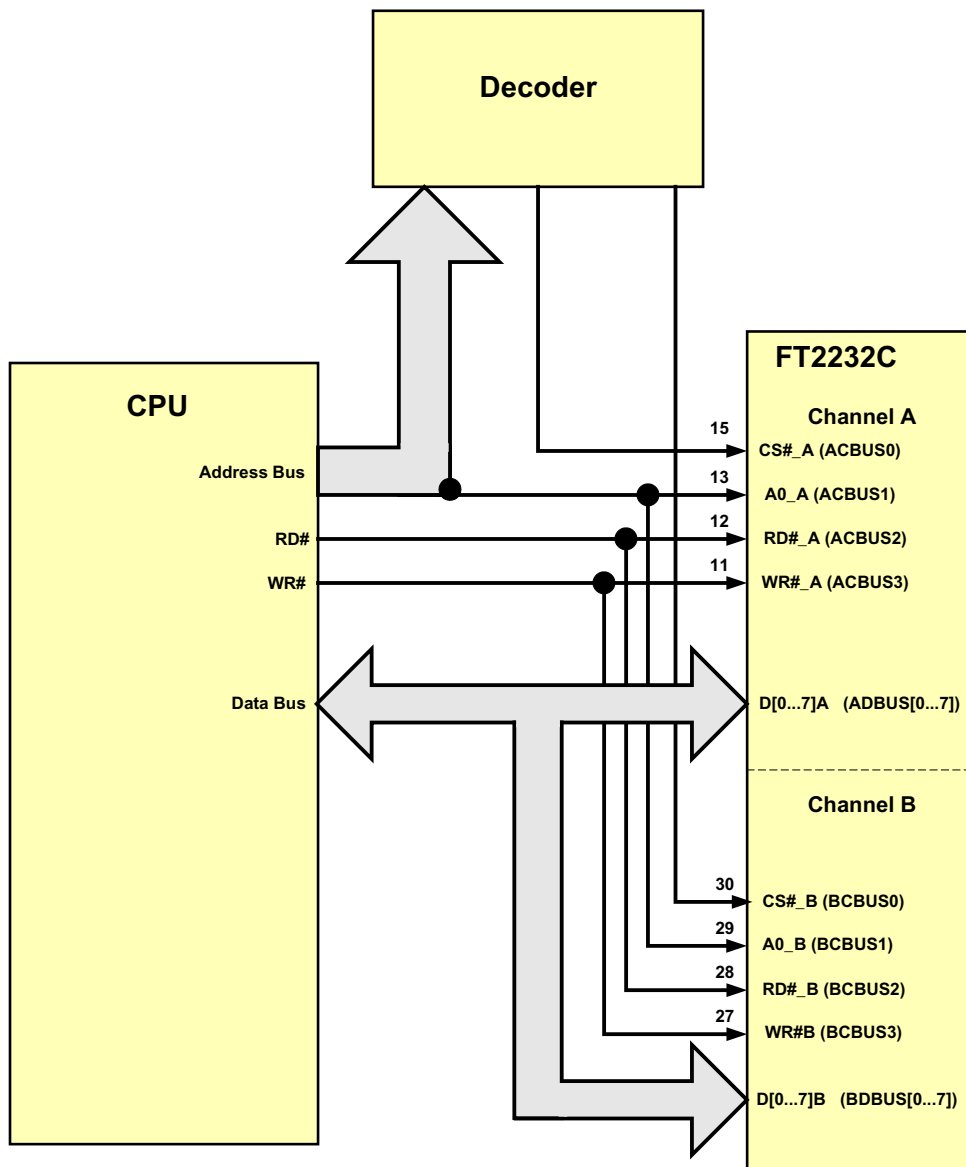 Decoder
CPU
Address Bus
RD#
WR#
Data Bus
FT2232C
Channel A
15
CS#_A (ACBUS0)
13
A0_A (ACBUS1)
12
RD#_A (ACBUS2)
11
WR#_A (ACBUS3)
D[0...7]A (ADBUS[0...7])
Channel B
30
CS#_B (BCBUS0)
29
A0_B (BCBUS1)
28
RD#_B (BCBUS2)
27
WR#B (BCBUS3)
D[0...7]B (BDBUS[0...7])